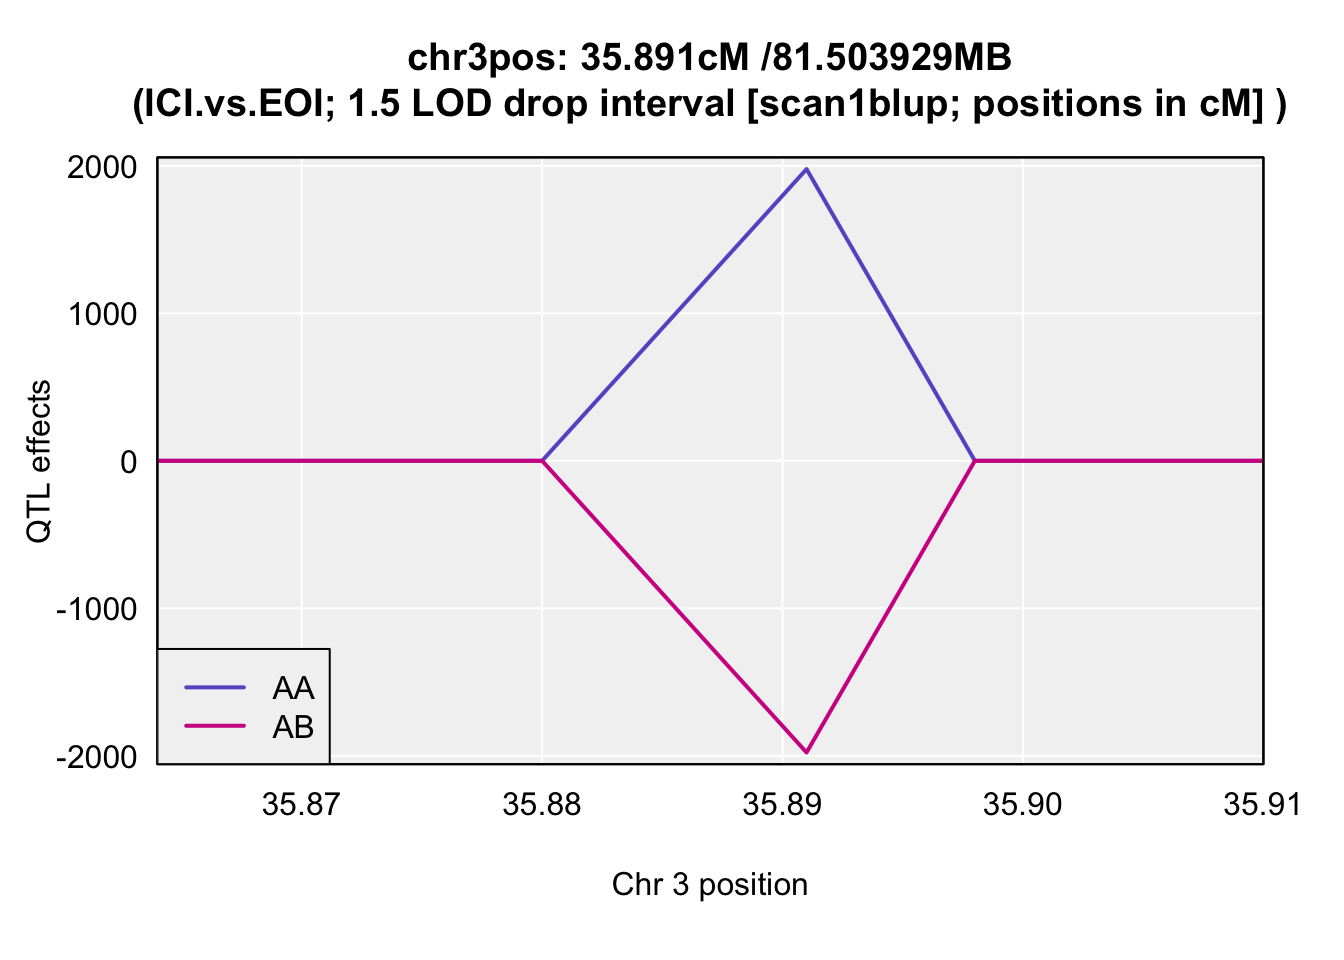 chr3pos: 35.891cM /81.503929MB
(ICI.vs.EOI; 1.5 LOD drop interval [scan1blup; positions in cM] )
2000
1000
0
-1000
-2000
QTL effects
AA
AB
35.87 35.88 35.89 35.90 35.91
Chr 3 position